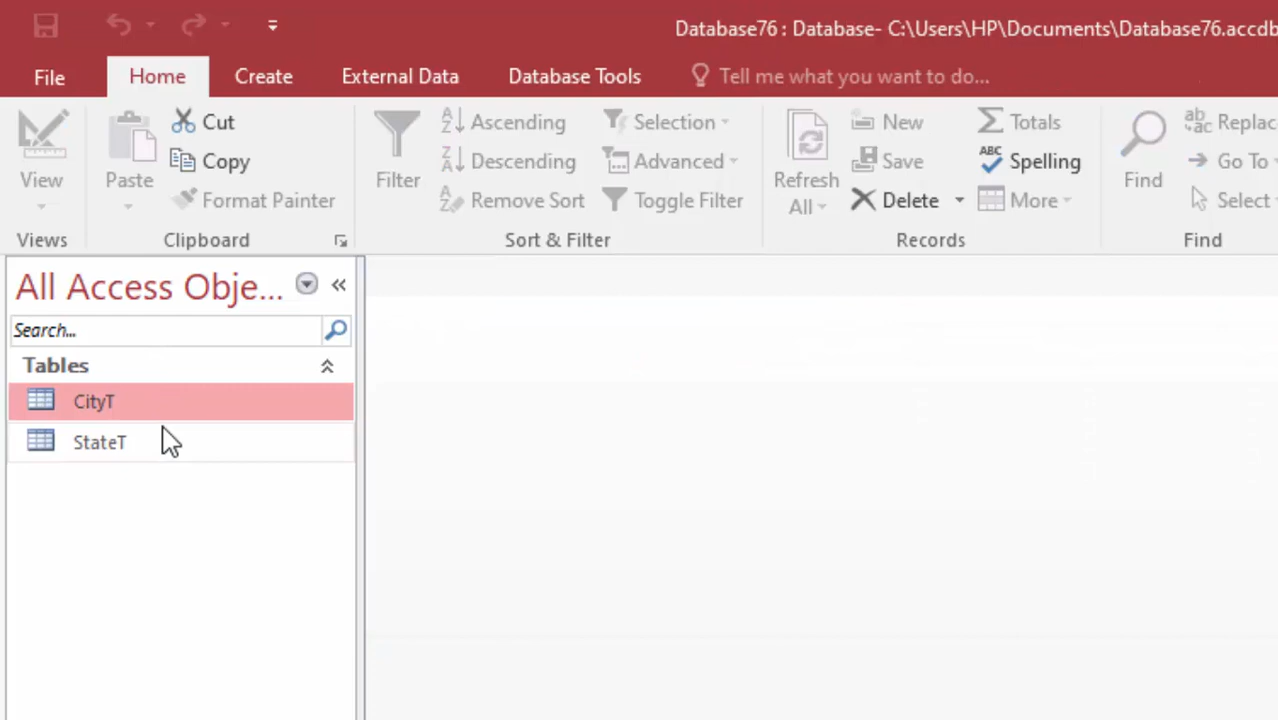 Database76 : Database- C:\Users\HP\Documents\Database76.accdb
File Home Create External Data Database Tools Tell me what you want to do...
View
Views
Paste
Cut
Copy
Format Painter
Clipboard
Filter
Ascending
Descending
Remove Sort
Selection
Advanced
Toggle Filter
Sort & Filter
Refresh
All
New
Save
Delete
Totals
ABC Spelling
More
Records
Find
Replac
Go To
Select
Find
All Access Obje...
Search...
Tables
CityT
StateT